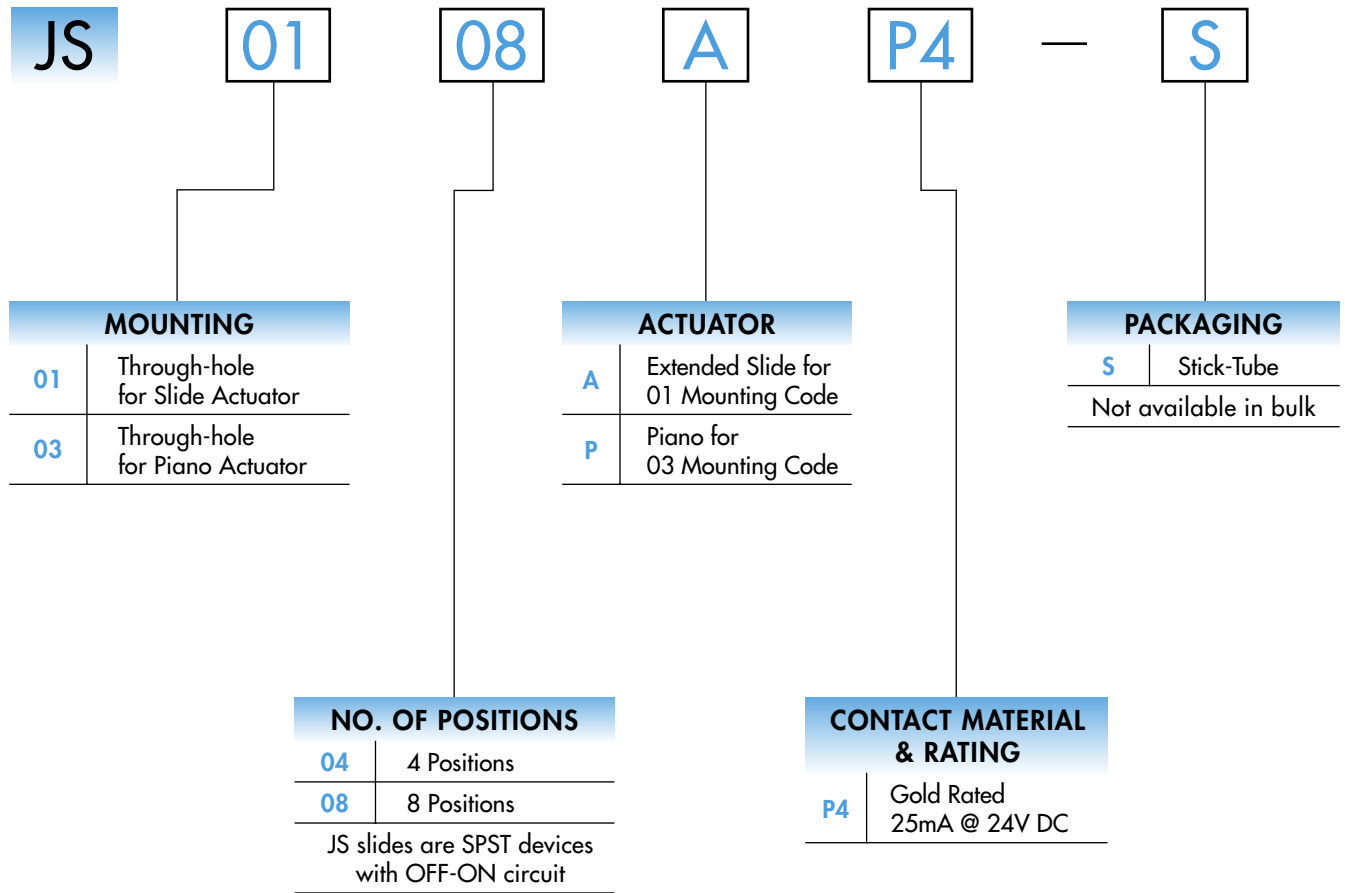 JS 01 08 A P4 — S
MOUNTING
01 Through-hole
for Slide Actuator
03 Through-hole
for Piano Actuator
ACTUATOR
A Extended Slide for
01 Mounting Code
P Piano for
03 Mounting Code
PACKAGING
S Stick-Tube
Not available in bulk
NO. OF POSITIONS
04 4 Positions
08 8 Positions
JS slides are SPST devices
with OFF-ON circuit
CONTACT MATERIAL
& RATING
P4 Gold Rated
25mA @ 24V DC